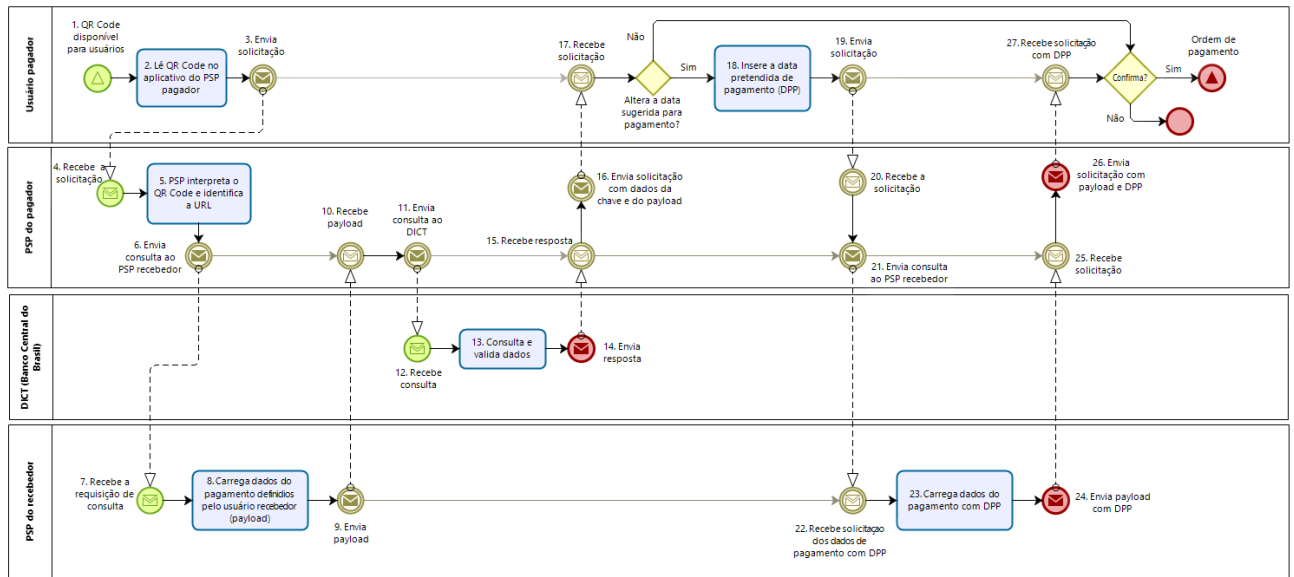 Usuário pagador
1. QR Code
disponível
para usuários
2. Lê QR Code no
aplicativo do PSP
pagador
3. Envia
solicitação
17. Recebe
solicitação
Não
Sim
Altera a data
sugerida para
pagamento?
18. Insere a data
pretendida de
pagamento (DPP)
19. Envia
solicitação
27. Recebe solicitação
com DPP
Confirma?
Sim
Não
Ordem de
pagamento
PSP do pagador
4. Recebe a
solicitação
5. PSP interpreta o
QR Code e identifica
a URL
6. Envia
consulta ao
PSP recebedor
10. Recebe
payload
11. Envia
consulta ao
DICT
15. Recebe resposta
16. Envia solicitação
com dados da
chave e do payload
20. Recebe a
solicitação
21. Envia consulta
ao PSP recebedor
26. Envia
solicitação com
payload e DPP
25. Recebe
solicitação
DICT (Banco Central do
Brasil)
12. Recebe
consulta
13. Consulta e
valida dados
14. Envia
resposta
PSP do recebedor
7. Recebe a
requisição de
consulta
8. Carrega dados do
pagamento definidios
pelo usuário recebedor
(payload)
9. Envia
payload
22. Recebe solicitaçao
dos dados de
pagamento com DPP
23. Carrega dados do
pagamento com DPP
24. Envia payload
com DPP